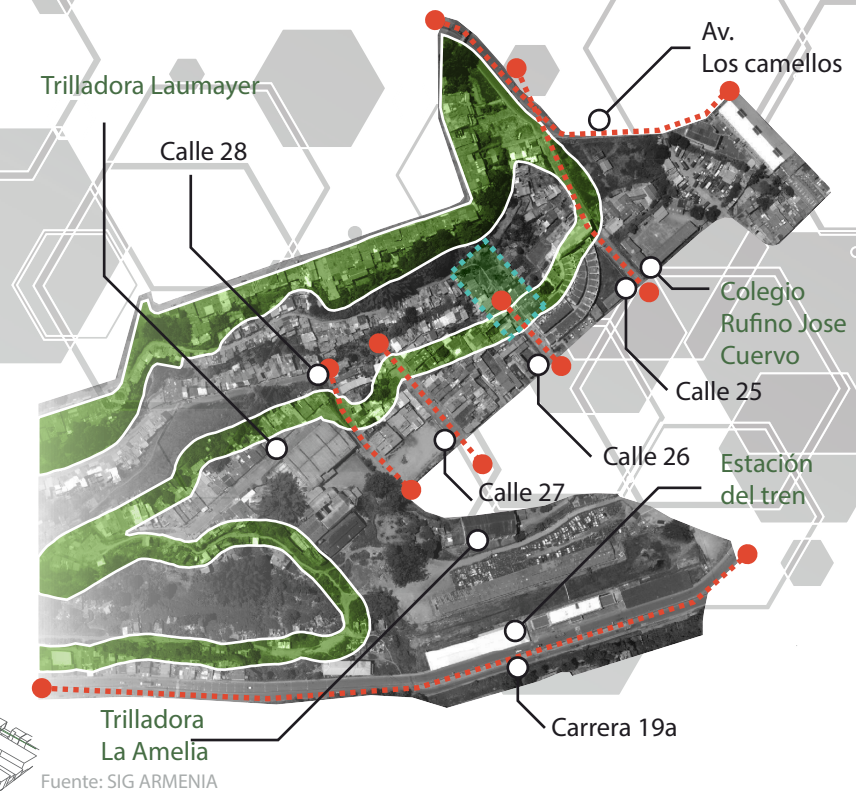 Av.
Los camellos
Trilladora Laumayer
Calle 28
Colegio
Rufino Jose
Cuervo
Calle 25
Calle 26
Estación
del tren
Calle 27
Trilladora
La Amelia
Carrera 19a
Fuente: SIG ARMENIA